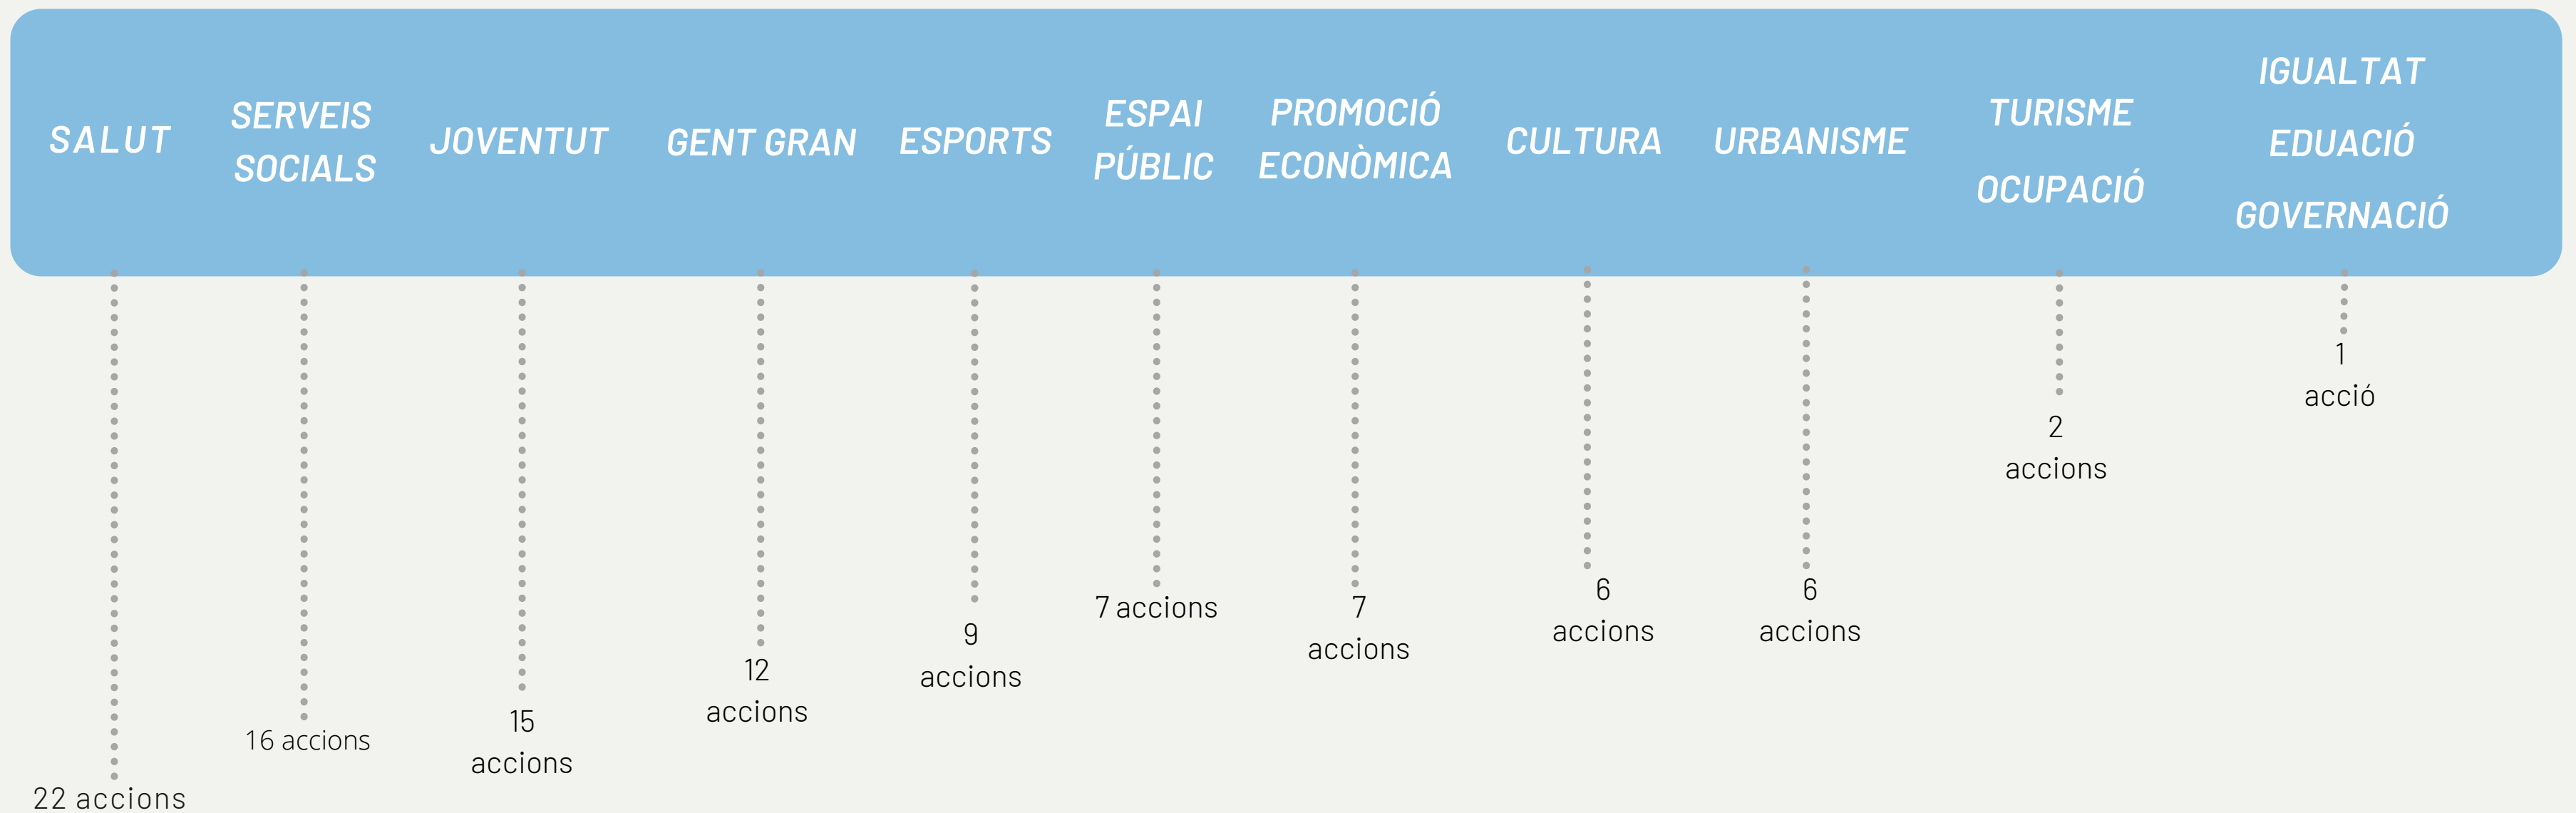 SALUT
SERVEIS
SOCIALS
JOVENTUT
GENT GRAN
ESPORTS
ESPAI
PÚBLIC
PROMOCIÓ
ECONÒMICA
CULTURA
URBANISME
TURISME
OCUPACIÓ
IGUALTAT
EDUACIÓ
GOVERNACIÓ
22 accions
16 accions
15
accions
12
accions
9
accions
7 accions
7
accions
6
accions
6
accions
2
accions
1
acció